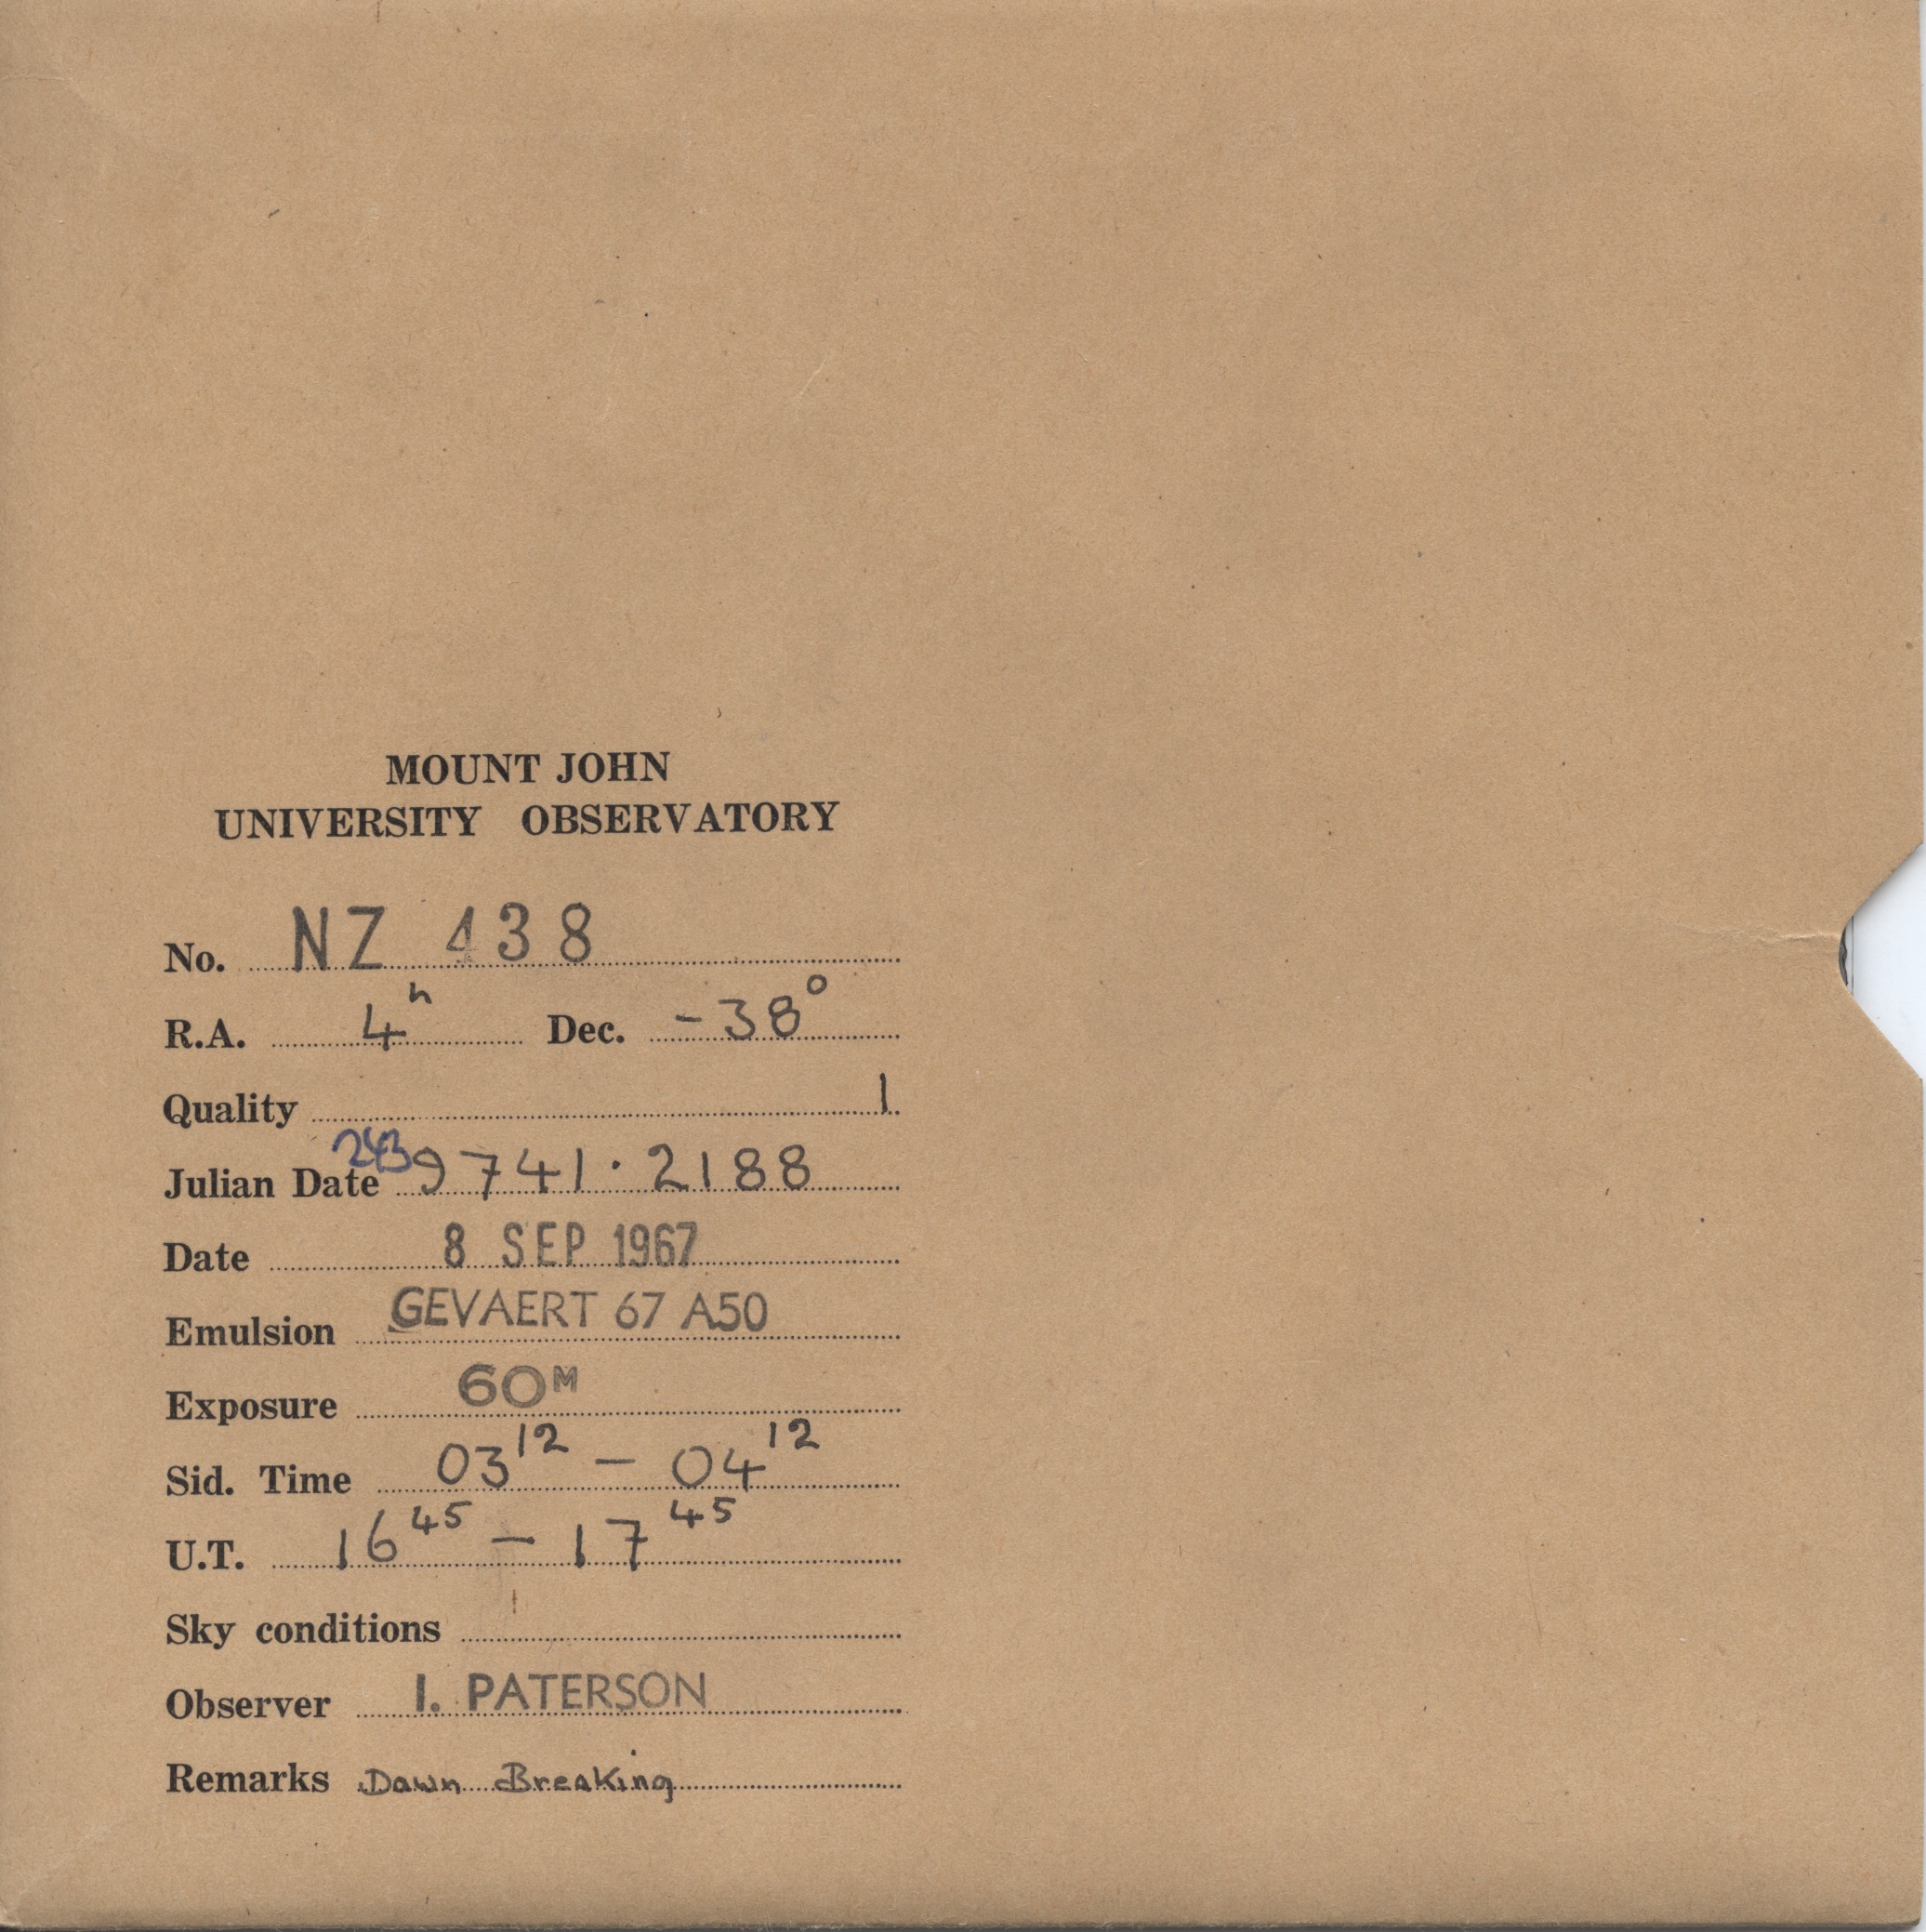 MOUNT JOHN
UNIVERSITY OBSERVATORY
No. NZ 438
R.A. 4h Dec. -38°
Quality 1
Julian Date 2439741.2188
Date 8 SEP 1967
Emulsion GEVAERT 67 A50
Exposure 60M
Sid. Time 03 12 - 04 12
U.T. 16 45 - 17 45
Sky conditions
Observer I. PATERSON
Remarks Dawn Breaking